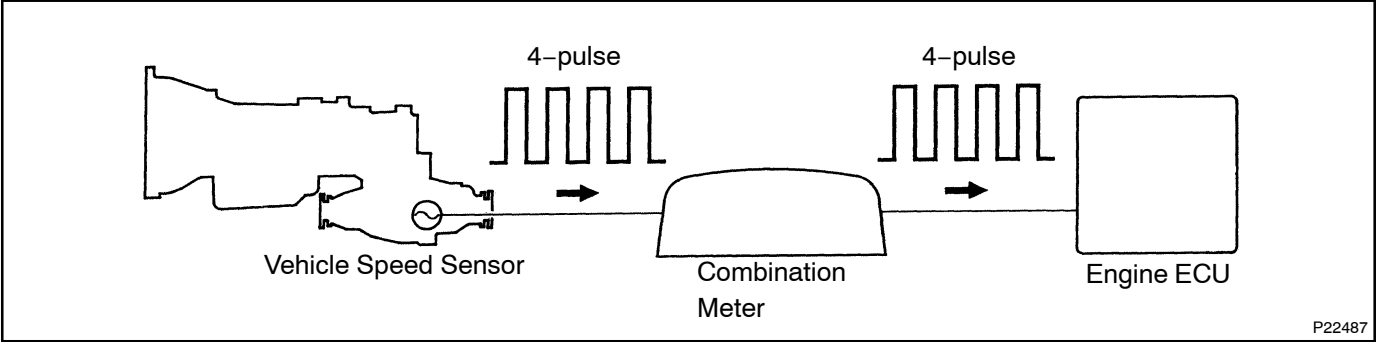 4−pulse
4−pulse
Vehicle Speed Sensor
Combination
Meter
Engine ECU
P22487